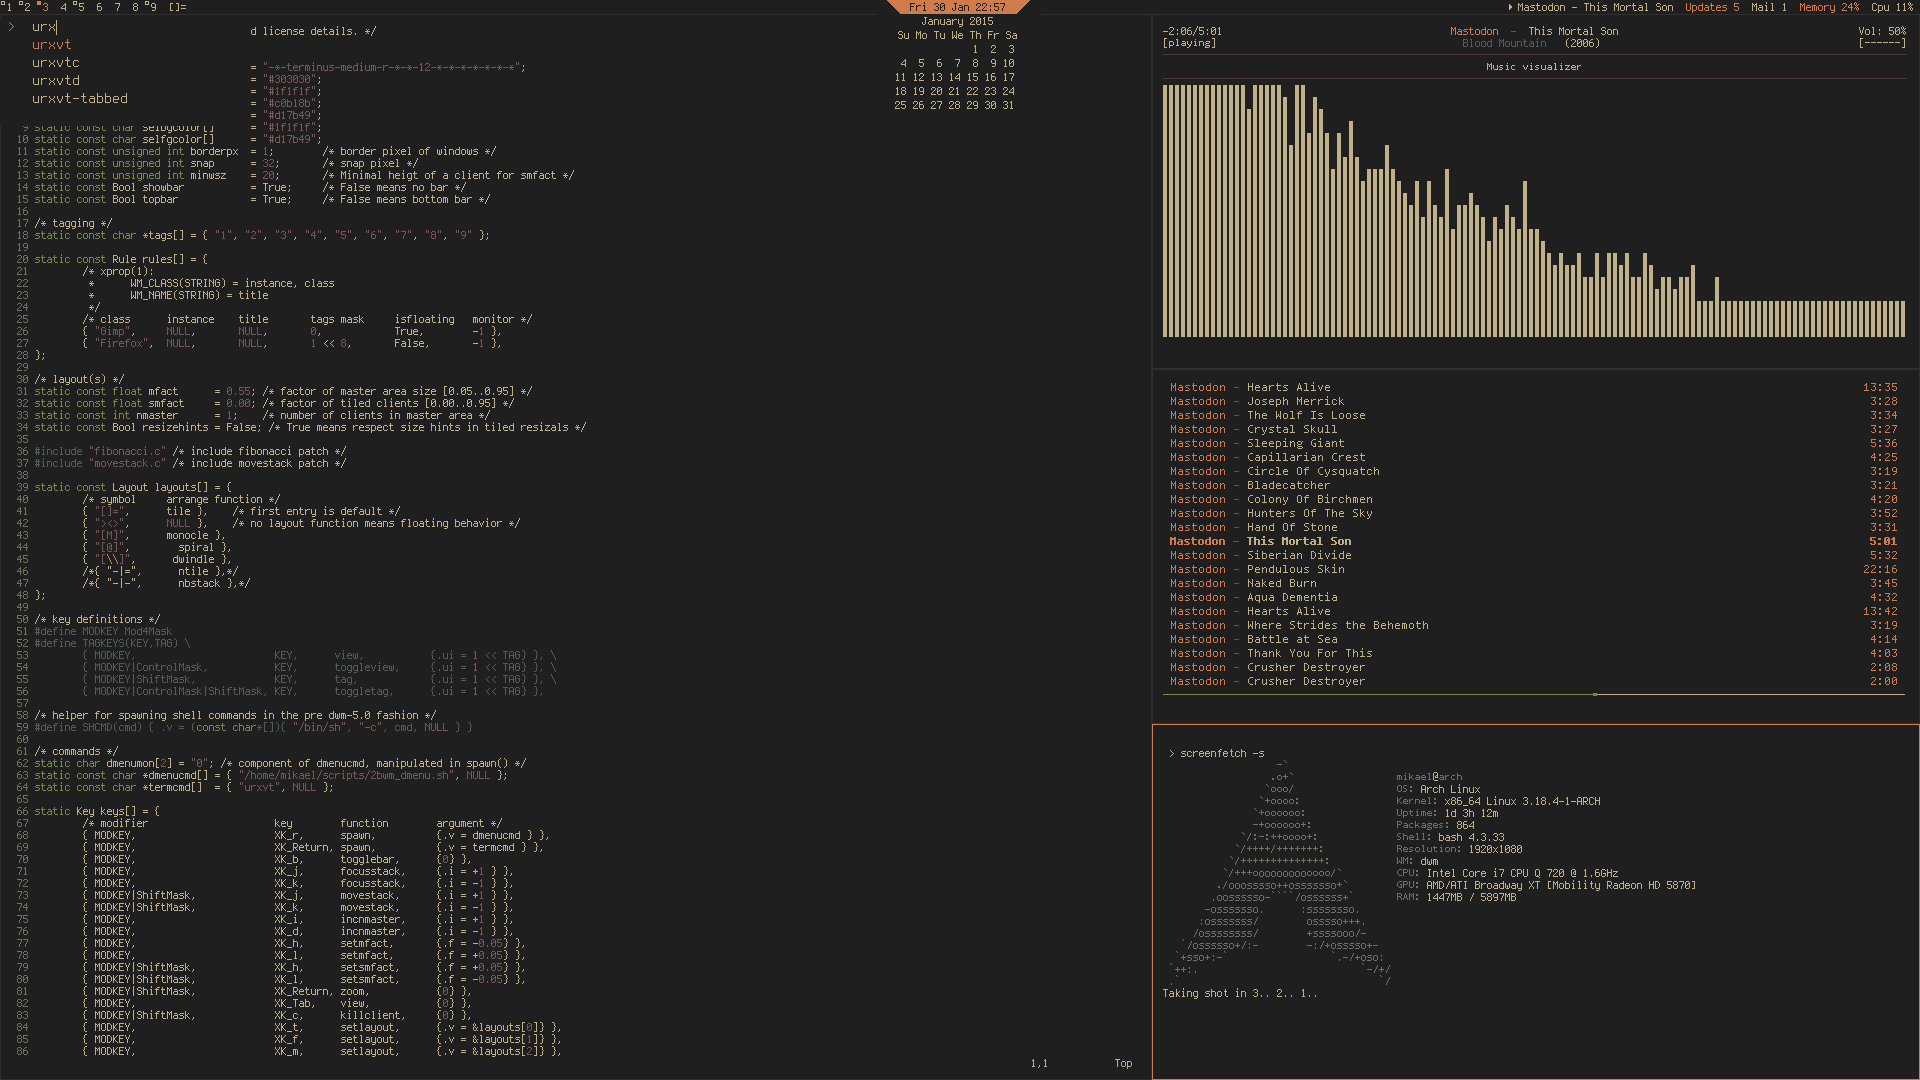 1 2 3 4 5 6 7 8 9 []=
Fri 30 Jan 22:57
Mastodon - This Mortal Son Updates 5 Mail 1 Memory 24% Cpu 11%
> urx
urxvt
urxvtc
urxvtd
urxvt-tabbed
d license details. */
= "-*-terminus-medium-r-*-*-12-*-*-*-*-*-*-*";
= "#303030";
= "#1f1f1f";
= "#c0b18b";
= "#d17b49";
9 static const char selbgcolor[] = "#1f1f1f";
10 static const char selfgcolor[] = "#d17b49";
11 static const unsigned int borderpx = 1; /* border pixel of windows */
12 static const unsigned int snap = 32; /* snap pixel */
13 static const unsigned int minwsz = 20; /* Minimal heigt of a client for smfact */
14 static const Bool showbar = True; /* False means no bar */
15 static const Bool topbar = True; /* False means bottom bar */
16
17 /* tagging */
18 static const char *tags[] = { "1", "2", "3", "4", "5", "6", "7", "8", "9" };
19
20 static const Rule rules[] = {
21 /* xprop(1):
22 * WM_CLASS(STRING) = instance, class
23 * WM_NAME(STRING) = title
24 */
25 /* class instance title tags mask isfloating monitor */
26 { "Gimp", NULL, NULL, 0, True, -1 },
27 { "Firefox", NULL, NULL, 1 << 8, False, -1 },
28 };
29
30 /* layout(s) */
31 static const float mfact = 0.55; /* factor of master area size [0.05..0.95] */
32 static const float smfact = 0.00; /* factor of tiled clients [0.00..0.95] */
33 static const int nmaster = 1; /* number of clients in master area */
34 static const Bool resizehints = False; /* True means respect size hints in tiled resizals */
35
36 #include "fibonacci.c" /* include fibonacci patch */
37 #include "movestack.c" /* include movestack patch */
38
39 static const Layout layouts[] = {
40 /* symbol arrange function */
41 { "[]=", tile }, /* first entry is default */
42 { "><>", NULL }, /* no layout function means floating behavior */
43 { "[M]", monocle },
44 { "[@]", spiral },
45 { "[\\]", dwindle },
46 /*{ "-|=", ntile },*/
47 /*{ "-|-", nbstack },*/
48 };
49
50 /* key definitions */
51 #define MODKEY Mod4Mask
52 #define TAGKEYS(KEY,TAG) \
53 { MODKEY, KEY, view, {.ui = 1 << TAG} }, \
54 { MODKEY|ControlMask, KEY, toggleview, {.ui = 1 << TAG} }, \
55 { MODKEY|ShiftMask, KEY, tag, {.ui = 1 << TAG} }, \
56 { MODKEY|ControlMask|ShiftMask, KEY, toggletag, {.ui = 1 << TAG} },
57
58 /* helper for spawning shell commands in the pre dwm-5.0 fashion */
59 #define SHCMD(cmd) { .v = (const char*[]){ "/bin/sh", "-c", cmd, NULL } }
60
61 /* commands */
62 static char dmenumon[2] = "0"; /* component of dmenucmd, manipulated in spawn() */
63 static const char *dmenucmd[] = { "/home/mikael/scripts/2bwm_dmenu.sh", NULL };
64 static const char *termcmd[] = { "urxvt", NULL };
65
66 static Key keys[] = {
67 /* modifier key function argument */
68 { MODKEY, XK_r, spawn, {.v = dmenucmd } },
69 { MODKEY, XK_Return, spawn, {.v = termcmd } },
70 { MODKEY, XK_b, togglebar, {0} },
71 { MODKEY, XK_j, focusstack, {.i = +1 } },
72 { MODKEY, XK_k, focusstack, {.i = -1 } },
73 { MODKEY|ShiftMask, XK_j, movestack, {.i = +1 } },
74 { MODKEY|ShiftMask, XK_k, movestack, {.i = -1 } },
75 { MODKEY, XK_i, incnmaster, {.i = +1 } },
76 { MODKEY, XK_d, incnmaster, {.i = -1 } },
77 { MODKEY, XK_h, setmfact, {.f = -0.05} },
78 { MODKEY, XK_l, setmfact, {.f = +0.05} },
79 { MODKEY|ShiftMask, XK_h, setsmfact, {.f = +0.05} },
80 { MODKEY|ShiftMask, XK_l, setsmfact, {.f = -0.05} },
81 { MODKEY|ShiftMask, XK_Return, zoom, {0} },
82 { MODKEY, XK_Tab, view, {0} },
83 { MODKEY|ShiftMask, XK_c, killclient, {0} },
84 { MODKEY, XK_t, setlayout, {.v = &layouts[0]} },
85 { MODKEY, XK_f, setlayout, {.v = &layouts[1]} },
86 { MODKEY, XK_m, setlayout, {.v = &layouts[2]} },
1,1 Top
January 2015
Su Mo Tu We Th Fr Sa
1 2 3
4 5 6 7 8 9 10
11 12 13 14 15 16 17
18 19 20 21 22 23 24
25 26 27 28 29 30 31
-2:06/5:01 Mastodon - This Mortal Son Vol: 50%
[playing] Blood Mountain (2006) [------]
Music visualizer
Mastodon - Hearts Alive 13:35
Mastodon - Joseph Merrick 3:28
Mastodon - The Wolf Is Loose 3:34
Mastodon - Crystal Skull 3:27
Mastodon - Sleeping Giant 5:36
Mastodon - Capillarian Crest 4:25
Mastodon - Circle Of Cysquatch 3:19
Mastodon - Bladecatcher 3:21
Mastodon - Colony Of Birchmen 4:20
Mastodon - Hunters Of The Sky 3:52
Mastodon - Hand Of Stone 3:31
Mastodon - This Mortal Son 5:01
Mastodon - Siberian Divide 5:32
Mastodon - Pendulous Skin 22:16
Mastodon - Naked Burn 3:45
Mastodon - Aqua Dementia 4:32
Mastodon - Hearts Alive 13:42
Mastodon - Where Strides the Behemoth 3:19
Mastodon - Battle at Sea 4:14
Mastodon - Thank You For This 4:03
Mastodon - Crusher Destroyer 2:08
Mastodon - Crusher Destroyer 2:00
> screenfetch -s
mikael@arch
OS: Arch Linux
Kernel: x86_64 Linux 3.18.4-1-ARCH
Uptime: 1d 3h 12m
Packages: 864
Shell: bash 4.3.33
Resolution: 1920x1080
WM: dwm
CPU: Intel Core i7 CPU Q 720 @ 1.6GHz
GPU: AMD/ATI Broadway XT [Mobility Radeon HD 5870]
RAM: 1447MB / 5897MB
Taking shot in 3.. 2.. 1..